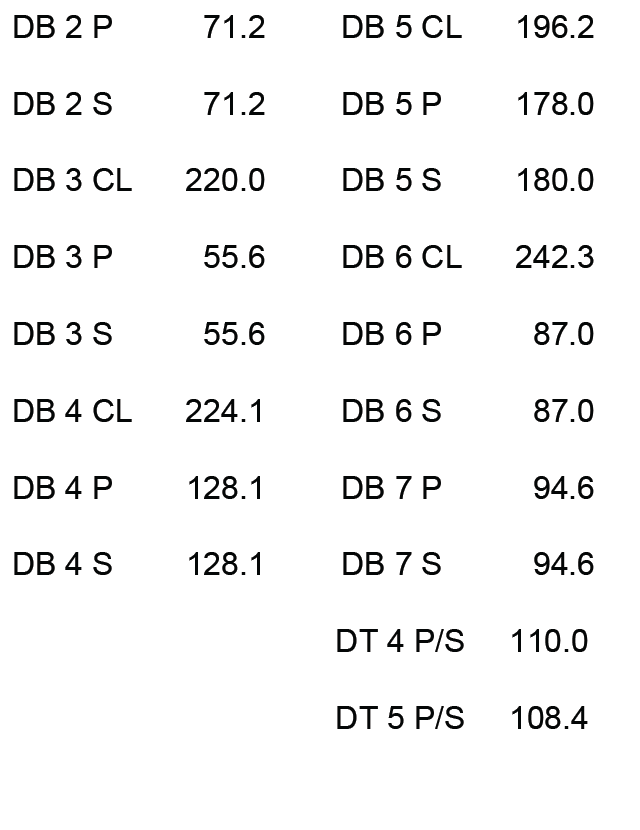 DB 2 P 71.2 DB 5 CL 196.2
DB 2 S 71.2 DB 5 P 178.0
DB 3 CL 220.0 DB 5 S 180.0
DB 3 P 55.6 DB 6 CL 242.3
DB 3 S 55.6 DB 6 P 87.0
DB 4 CL 224.1 DB 6 S 87.0
DB 4 P 128.1 DB 7 P 94.6
DB 4 S 128.1 DB 7 S 94.6
DT 4 P/S 110.0
DT 5 P/S 108.4